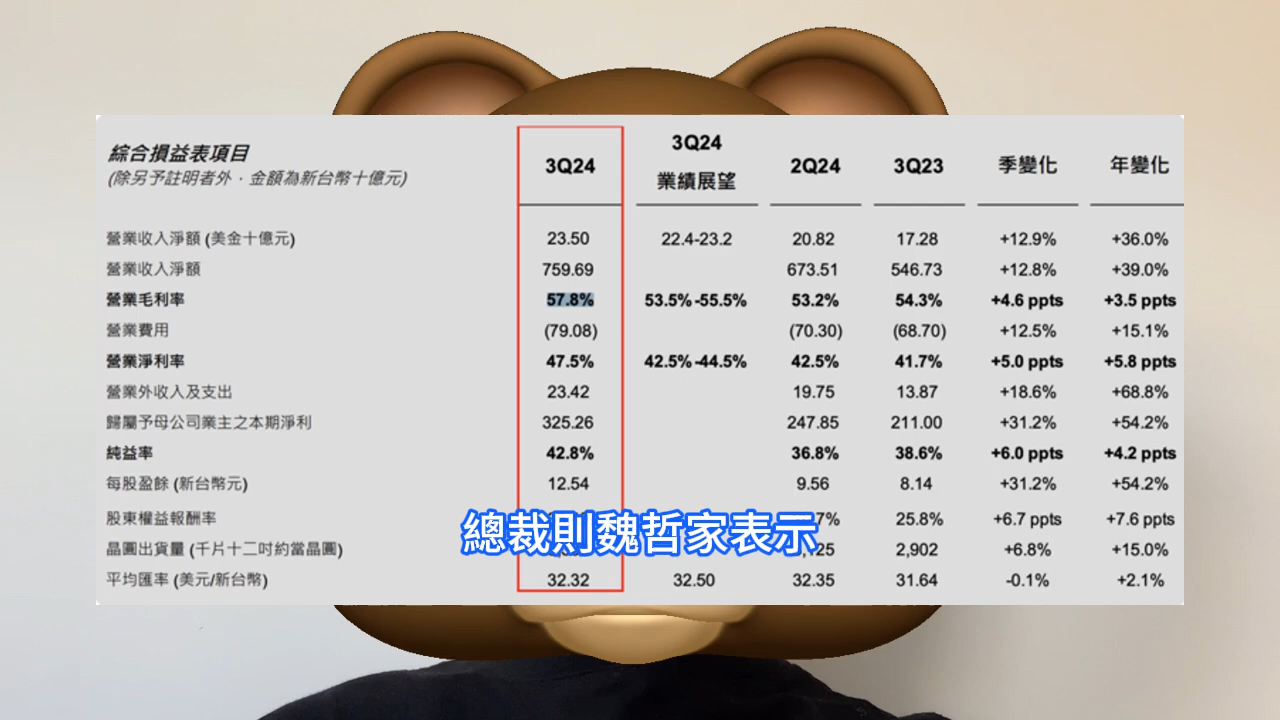 綜合損益表項目 3Q24 3Q24 業績展望 2Q24 3Q23 季變化 年變化
(除另予註明者外，金額為新台幣十億元)
營業收入淨額 (美金十億元) 23.50 22.4-23.2 20.82 17.28 +12.9% +36.0%
營業收入淨額 759.69 673.51 546.73 +12.8% +39.0%
營業毛利率 57.8% 53.5%-55.5% 53.2% 54.3% +4.6 ppts +3.5 ppts
營業費用 (79.08) (70.30) (68.70) +12.5% +15.1%
營業淨利率 47.5% 42.5%-44.5% 42.5% 41.7% +5.0 ppts +5.8 ppts
營業外收入及支出 23.42 19.75 13.87 +18.6% +68.8%
歸屬予母公司業主之本期淨利 325.26 247.85 211.00 +31.2% +54.2%
純益率 42.8% 36.8% 38.6% +6.0 ppts +4.2 ppts
每股盈餘 (新台幣元) 12.54 9.56 8.14 +31.2% +54.2%
股東權益報酬率 25.8% +6.7 ppts +7.6 ppts
晶圓出貨量 (千片十二吋約當晶圓) 2,902 +6.8% +15.0%
平均匯率 (美元/新台幣) 32.32 32.50 32.35 31.64 -0.1% +2.1%
總裁則魏哲家表示